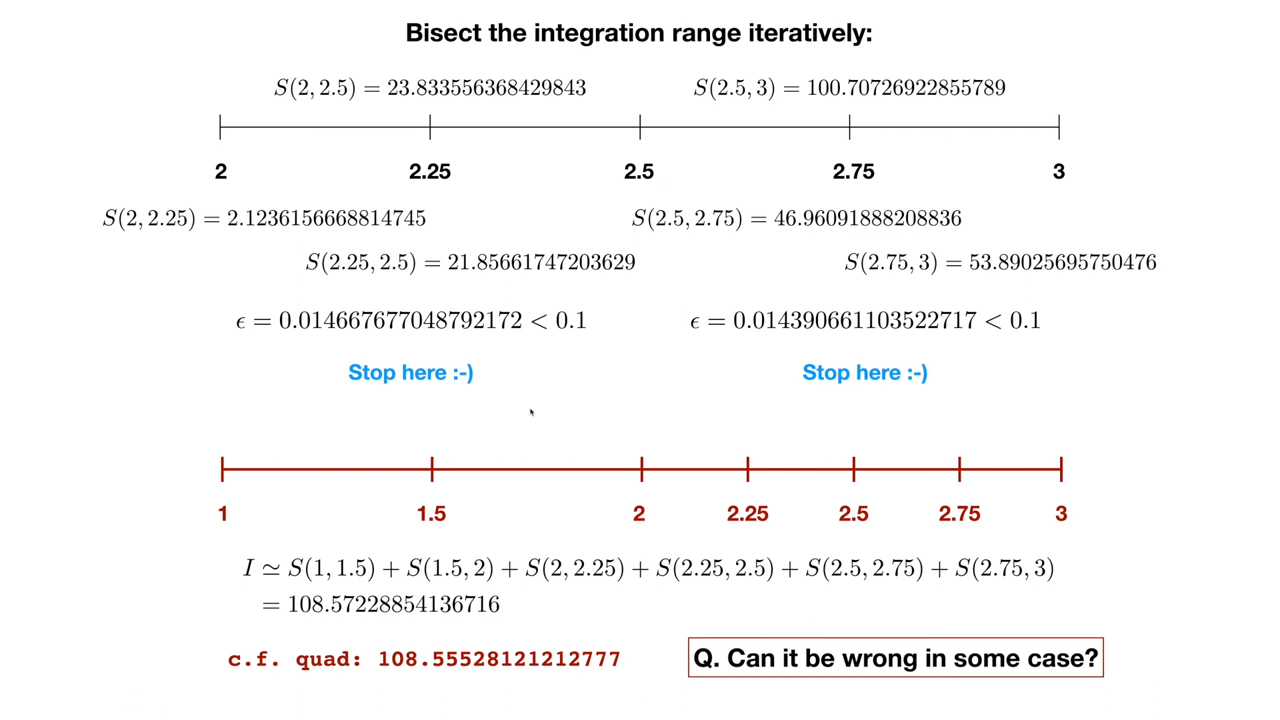 Bisect the integration range iteratively:
S(2, 2.5) = 23.833556368429843
S(2.5, 3) = 100.70726922855789
2 2.25 2.5 2.75 3
S(2, 2.25) = 2.1236156668814745
S(2.5, 2.75) = 46.96091888208836
S(2.25, 2.5) = 21.85661747203629
S(2.75, 3) = 53.89025695750476
ϵ = 0.014667677048792172 < 0.1
ϵ = 0.014390661103522717 < 0.1
Stop here :-)
Stop here :-)
1 1.5 2 2.25 2.5 2.75 3
I ≃ S(1, 1.5) + S(1.5, 2) + S(2, 2.25) + S(2.25, 2.5) + S(2.5, 2.75) + S(2.75, 3)
= 108.57228854136716
c.f. quad: 108.55528121212777
Q. Can it be wrong in some case?